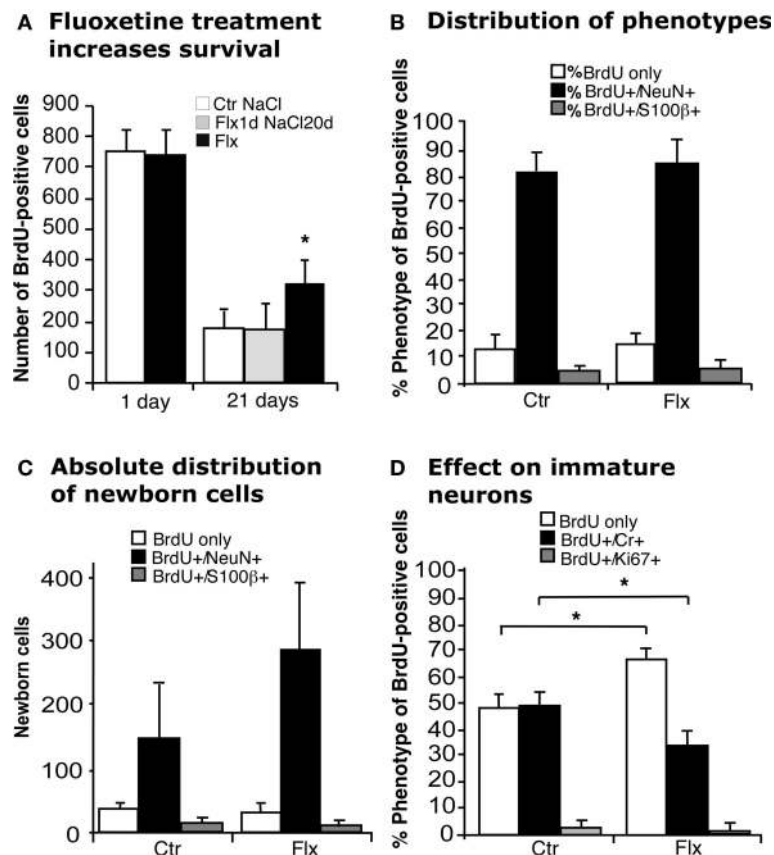 A Fluoxetine treatment
increases survival
Ctr NaCl
Flx1d NaCl20d
Flx
Number of BrdU-positive cells
900
800
700
600
500
400
300
200
100
0
*
1 day
21 days
B Distribution of phenotypes
%BrdU only
%BrdU+/NeuN+
%BrdU+/S100β+
% Phenotype of BrdU-positive cells
100
90
80
70
60
50
40
30
20
10
0
Ctr
Flx
C Absolute distribution
of newborn cells
BrdU only
BrdU+/NeuN+
BrdU+/S100β+
Newborn cells
400
300
200
100
0
Ctr
Flx
D Effect on immature
neurons
BrdU only
BrdU+/Cr+
BrdU+/Ki67+
% Phenotype of BrdU-positive cells
100
90
80
70
60
50
40
30
20
10
0
*
*
Ctr
Flx